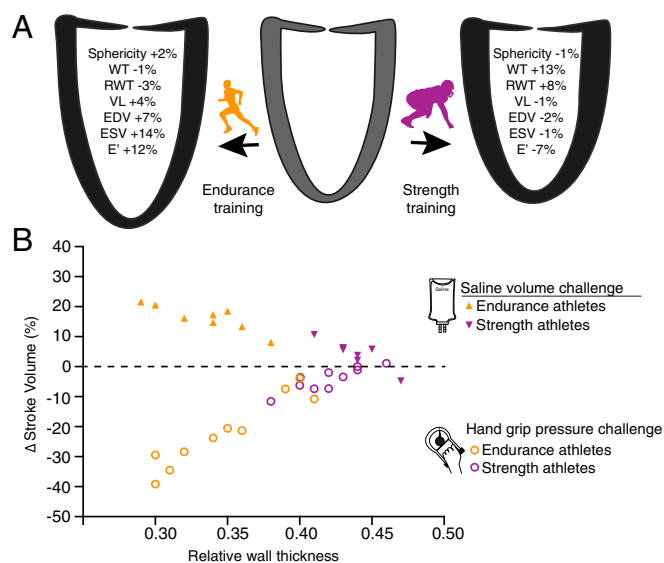 A
Sphericity +2%
WT -1%
RWT -3%
VL +4%
EDV +7%
ESV +14%
E' +12%
Endurance
training
Strength
training
Sphericity -1%
WT +13%
RWT +8%
VL -1%
EDV -2%
ESV -1%
E' -7%
B
40
30
20
10
0
-10
-20
-30
-40
-50
Δ Stroke Volume (%)
0.30
0.35
0.40
0.45
0.50
Relative wall thickness
Saline
Saline volume challenge
Endurance athletes
Strength athletes
Hand grip pressure challenge
Endurance athletes
Strength athletes